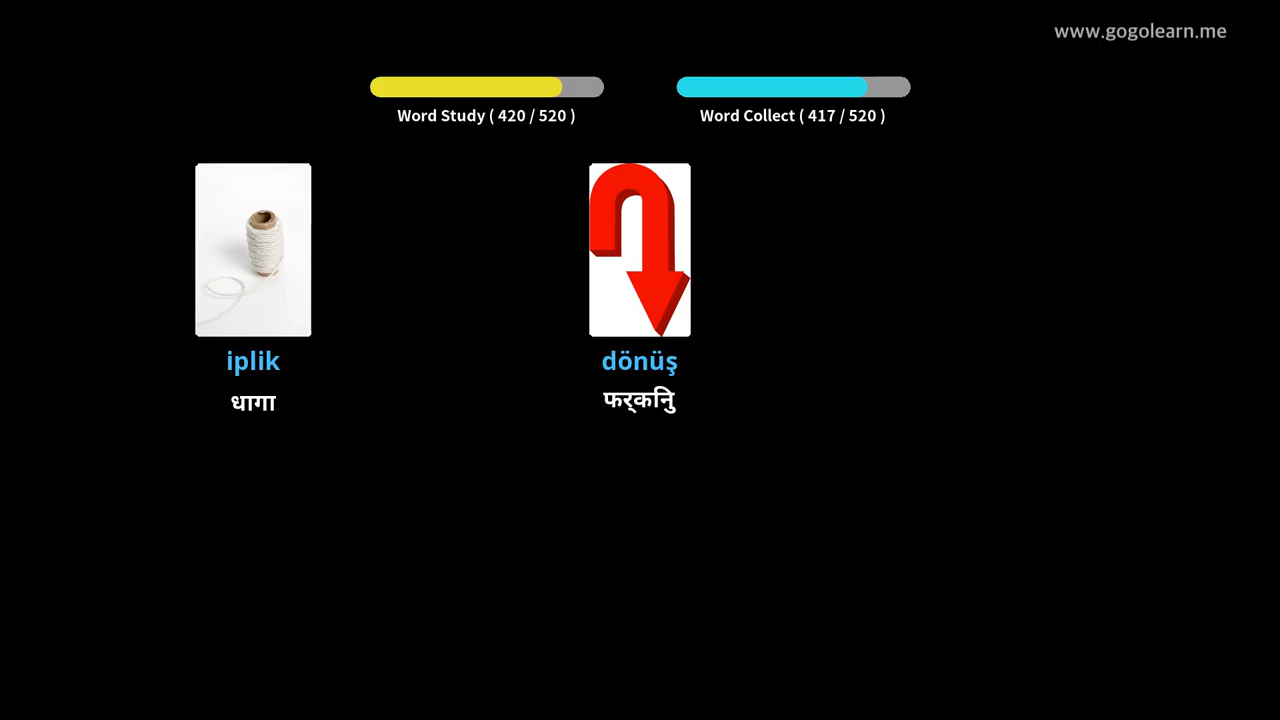 www.gogolearn.me
Word Study ( 420 / 520 )
Word Collect ( 417 / 520 )
iplik
धागा
dönüş
फर्कनु